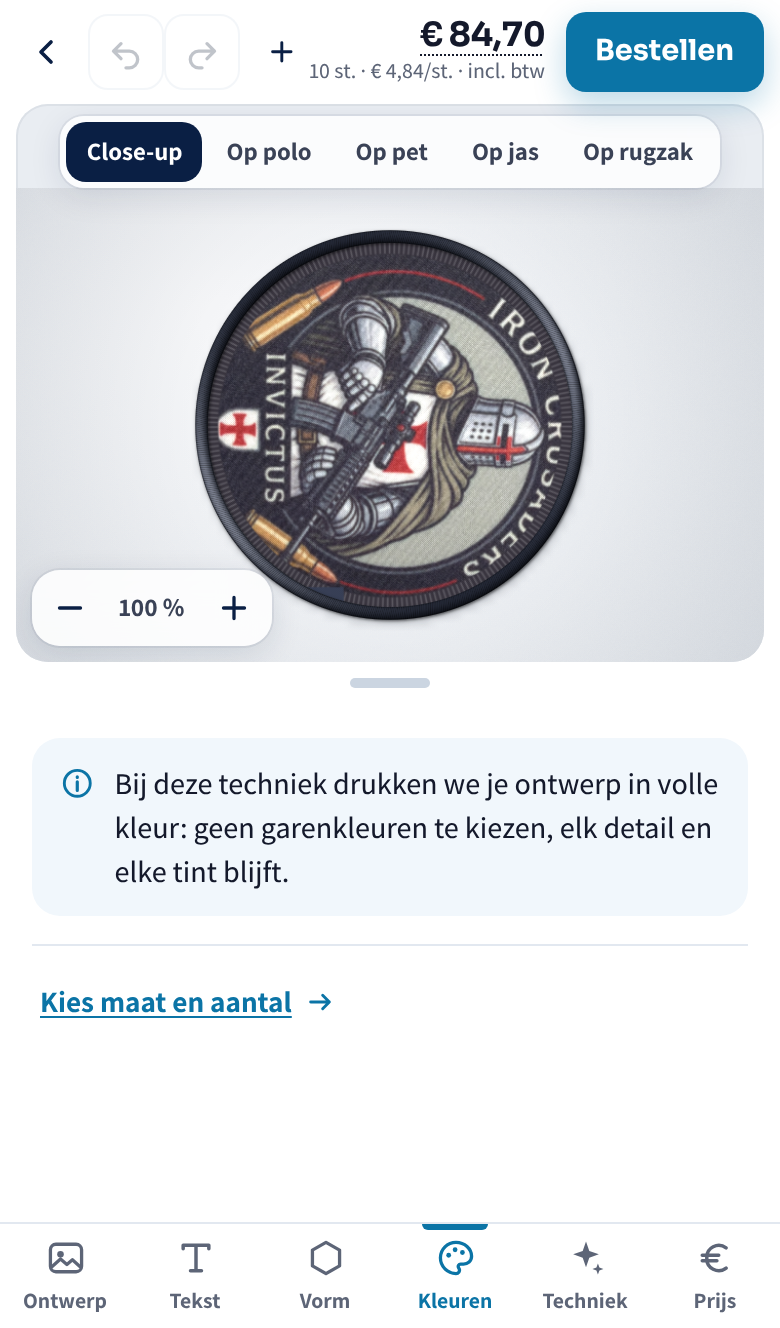 € 84,70
10 st. · € 4,84/st. · incl. btw
Bestellen
Close-up
Op polo
Op pet
Op jas
Op rugzak
IRON CRUSADERS
INVICTUS
100 %
Bij deze techniek drukken we je ontwerp in volle
kleur: geen garenkleuren te kiezen, elk detail en
elke tint blijft.
Kies maat en aantal
Ontwerp
Tekst
Vorm
Kleuren
Techniek
Prijs